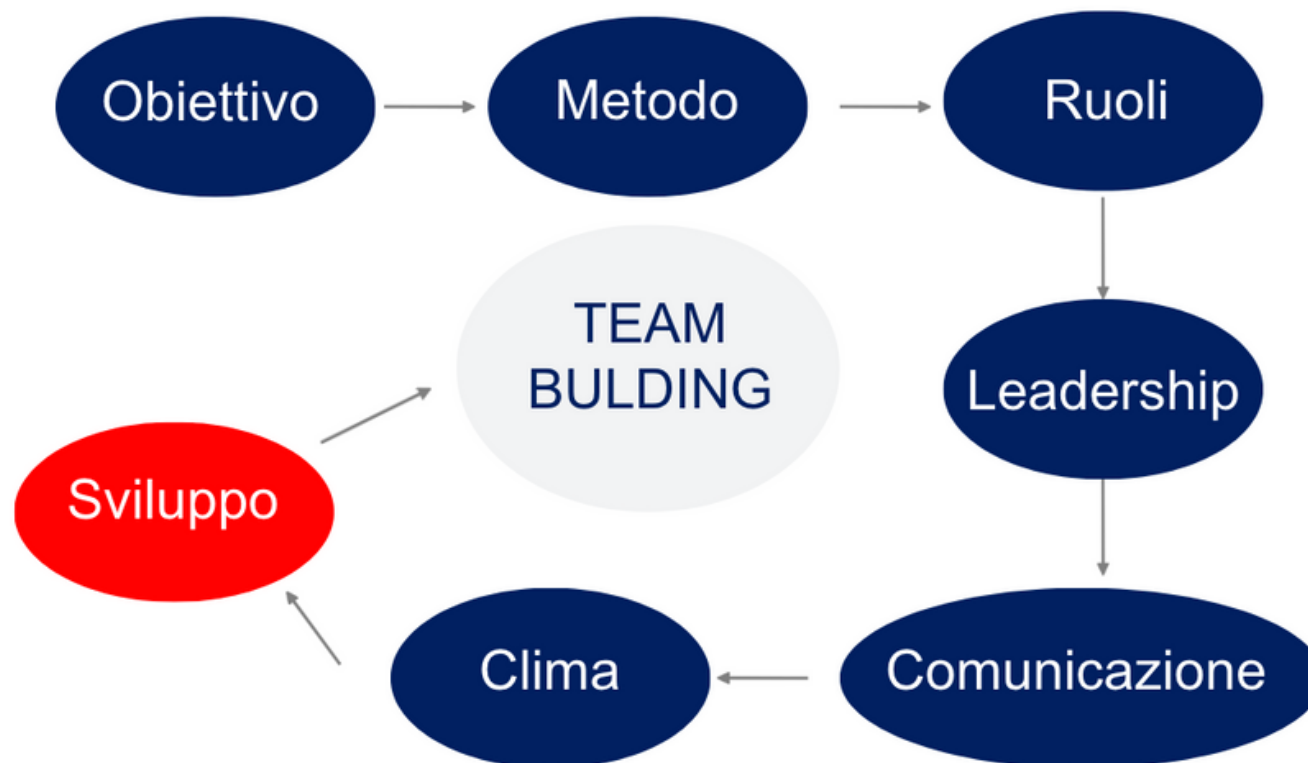 Obiettivo
Metodo
Ruoli
TEAM
BULDING
Leadership
Sviluppo
Clima
Comunicazione